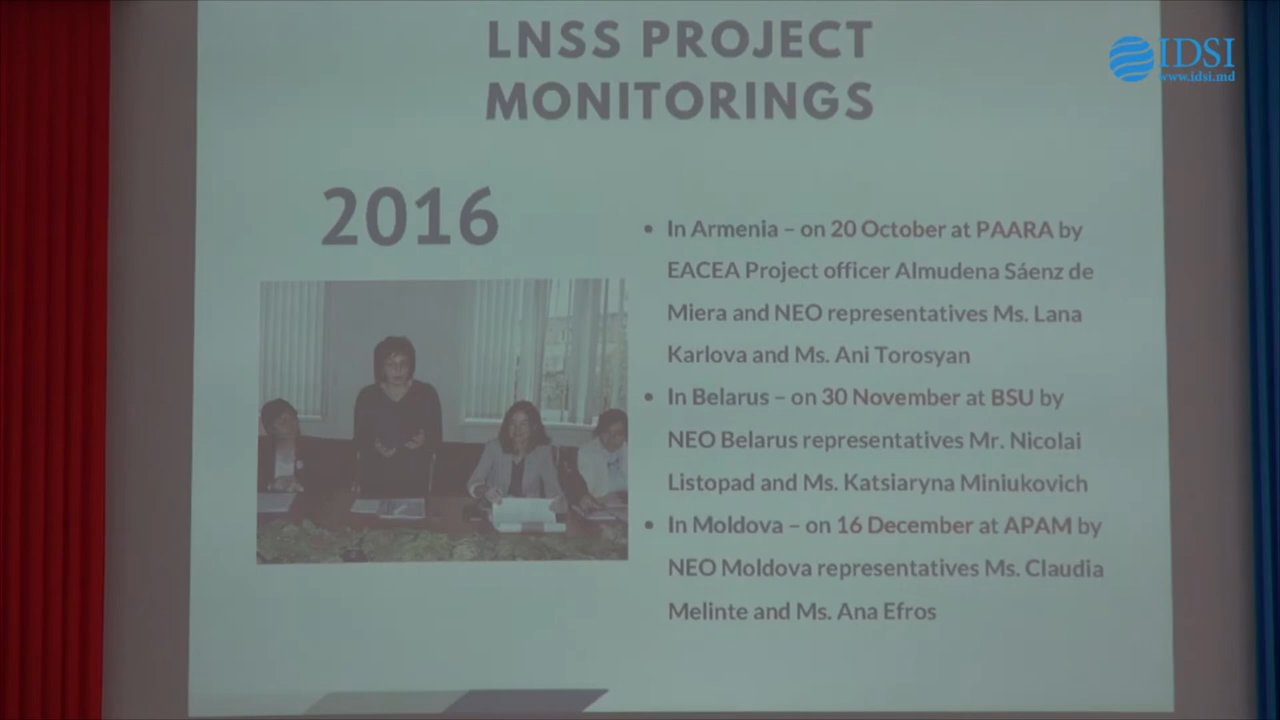 LNSS PROJECT
MONITORINGS
IDSI
www.idsi.md
2016
• In Armenia – on 20 October at PAARA by
EACEA Project officer Almudena Sáenz de
Miera and NEO representatives Ms. Lana
Karlova and Ms. Ani Torosyan
• In Belarus – on 30 November at BSU by
NEO Belarus representatives Mr. Nicolai
Listopad and Ms. Katsiaryna Miniukovich
• In Moldova – on 16 December at APAM by
NEO Moldova representatives Ms. Claudia
Melinte and Ms. Ana Efros